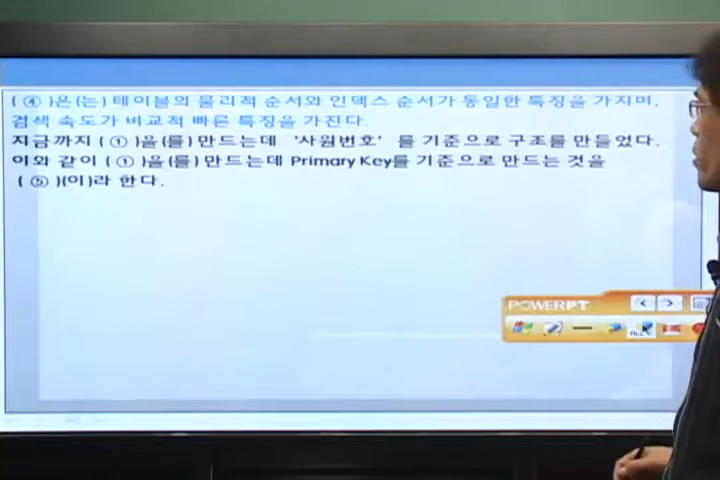 ( ④ )은(는) 테이블의 물리적 순서와 인덱스 순서가 동일한 특징을 가지며,
검색 속도가 비교적 빠른 특징을 가진다.
지금까지 ( ① )을(를) 만드는데 '사원번호' 를 기준으로 구조를 만들었다.
이와 같이 ( ① )을(를) 만드는데 Primary Key를 기준으로 만드는 것을
( ⑤ )(이)라 한다.
POWERPT
ALL